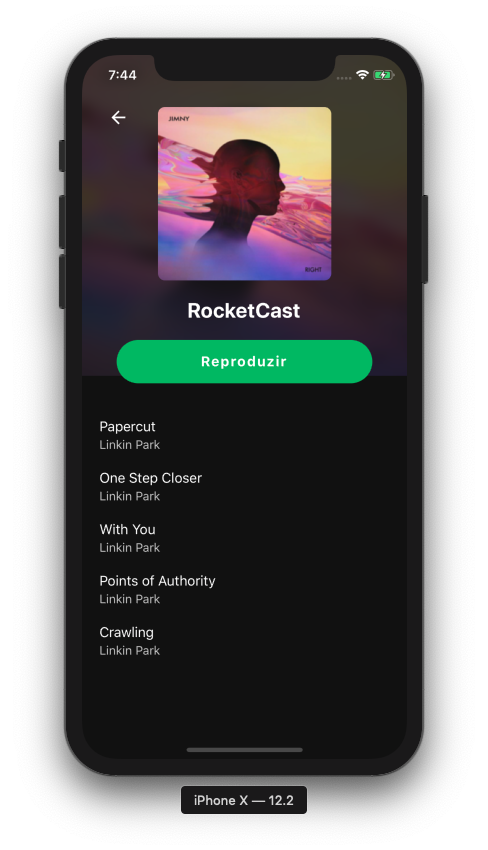 7:44
JIMNY
RIGHT
RocketCast
Reproduzir
Papercut
Linkin Park
One Step Closer
Linkin Park
With You
Linkin Park
Points of Authority
Linkin Park
Crawling
Linkin Park
iPhone X — 12.2